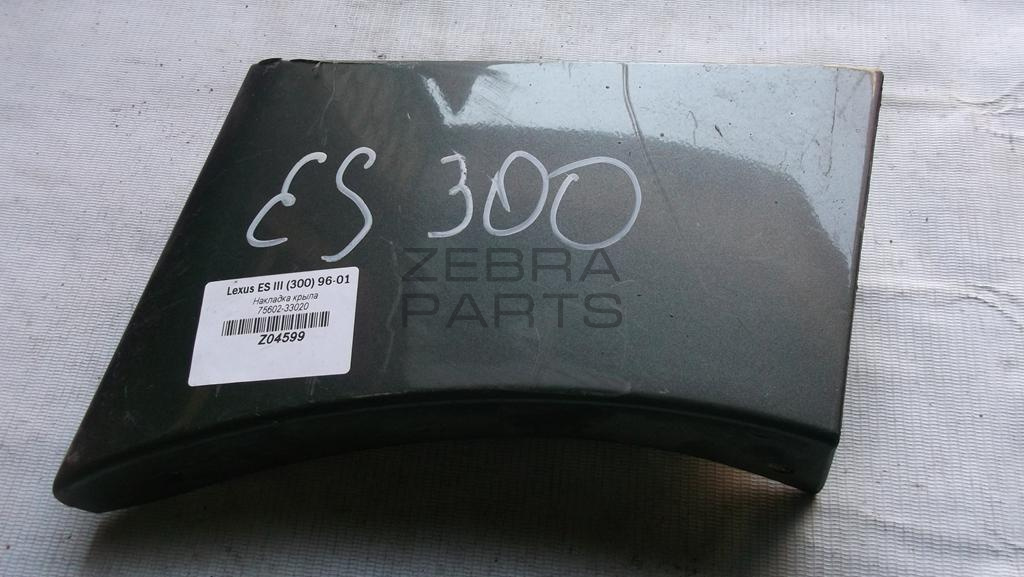 ES 300
ZEBRA
PARTS
Lexus ES III (300) 96-01
Накладка крыла
75602-33020
Z04599